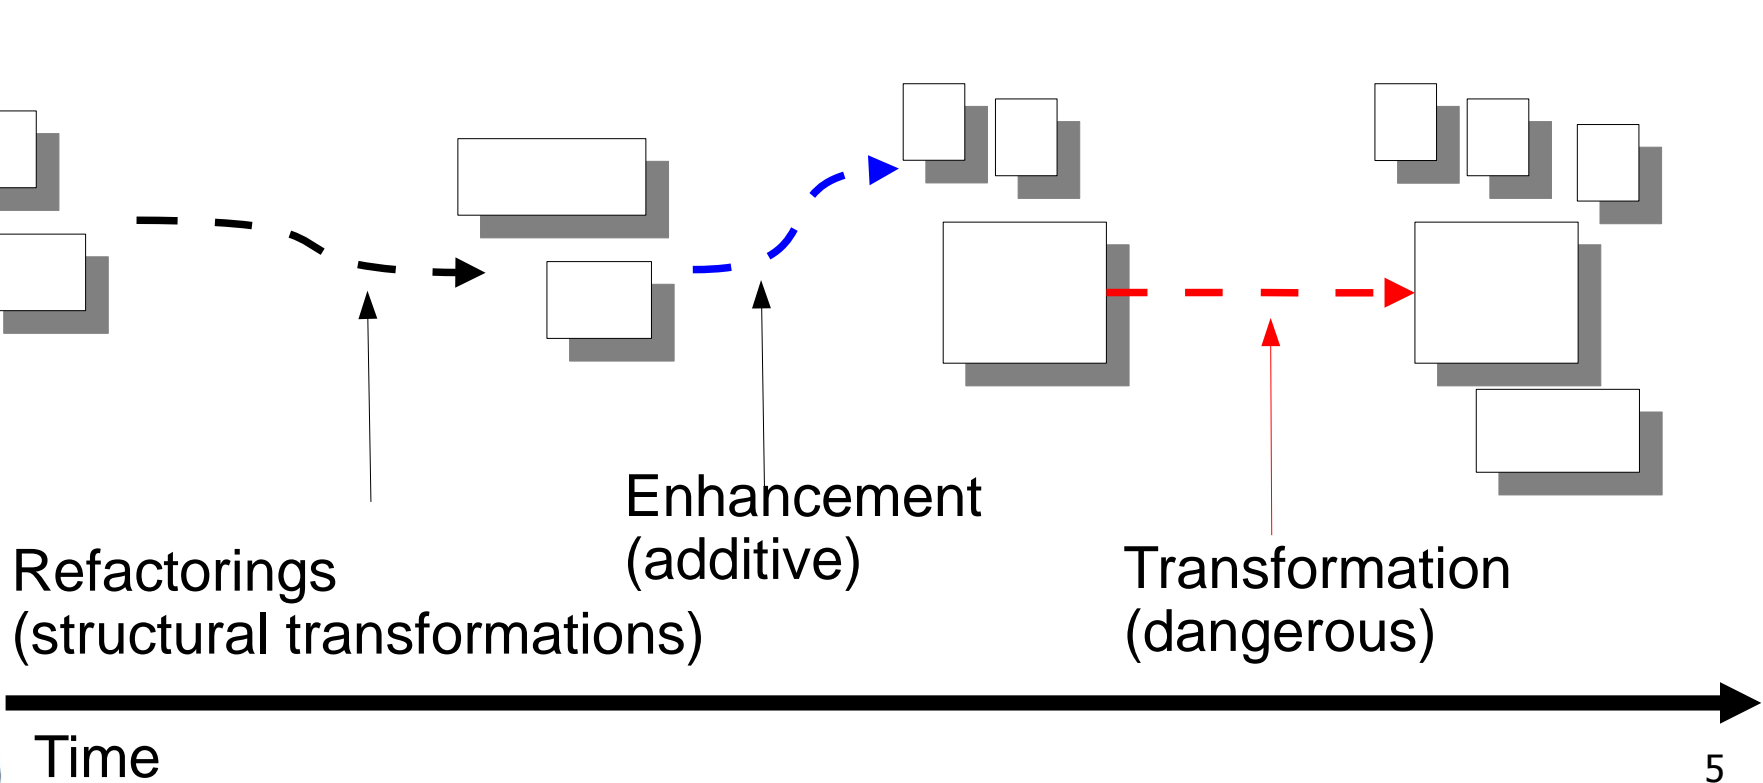 Enhancement
(additive)
Refactorings
(structural transformations)
Transformation
(dangerous)
Time
5